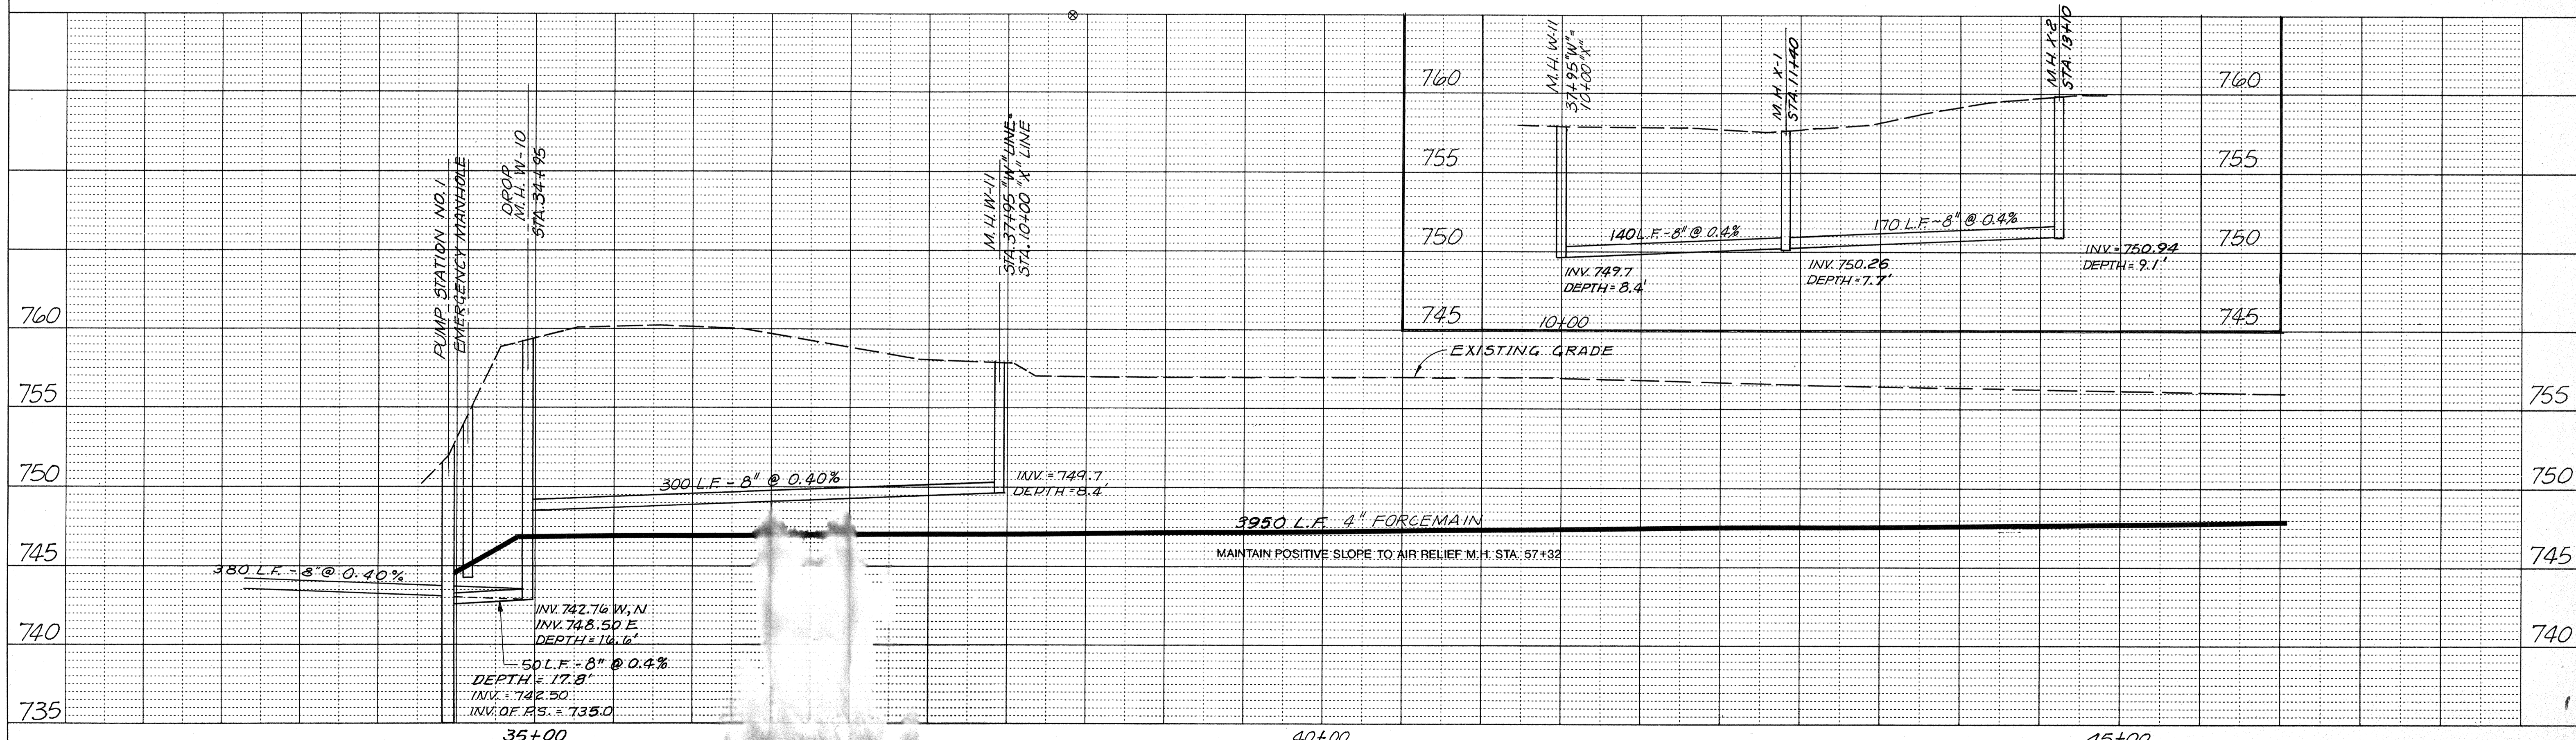 PUMP STATION NO. 1
EMERGENCY MANHOLE
DROP
M.H. W-10
STA. 34+95
M.H. W-11
STA. 37+95 "W" LINE =
STA. 10+00 "X" LINE
M.H. W-11
37+95 "W" =
10+00 "X"
M.H. X-1
STA. 11+40
M.H. X-2
STA. 13+10
760
760
755
755
140 L.F. - 8" @ 0.4%
170 L.F. - 8" @ 0.4%
750
750
INV. 749.7
DEPTH = 8.4'
INV. 750.26
DEPTH = 7.7'
INV. = 750.94
DEPTH = 9.1'
745
10+00
745
760
EXISTING GRADE
755
755
750
300 L.F. - 8" @ 0.40%
INV. = 749.7
DEPTH = 8.4'
750
3950 L.F. 4" FORCEMAIN
MAINTAIN POSITIVE SLOPE TO AIR RELIEF M.H. STA. 57+32
745
745
380 L.F. - 8" @ 0.40%
INV. 742.76 W, N
INV. 748.50 E
DEPTH = 16.6'
740
740
50 L.F. - 8" @ 0.4%
DEPTH = 17.8'
INV. = 742.50
INV. OF P.S. = 735.0
735
35+00
40+00
45+00